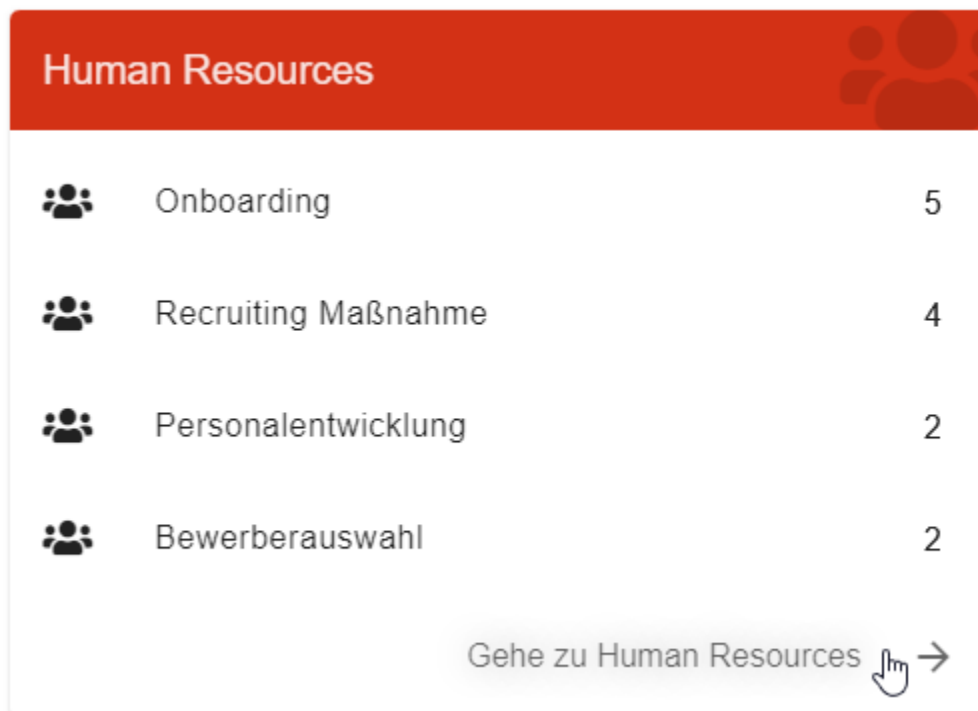 Human Resources
Onboarding 5
Recruiting Maßnahme 4
Personalentwicklung 2
Bewerberauswahl 2
Gehe zu Human Resources